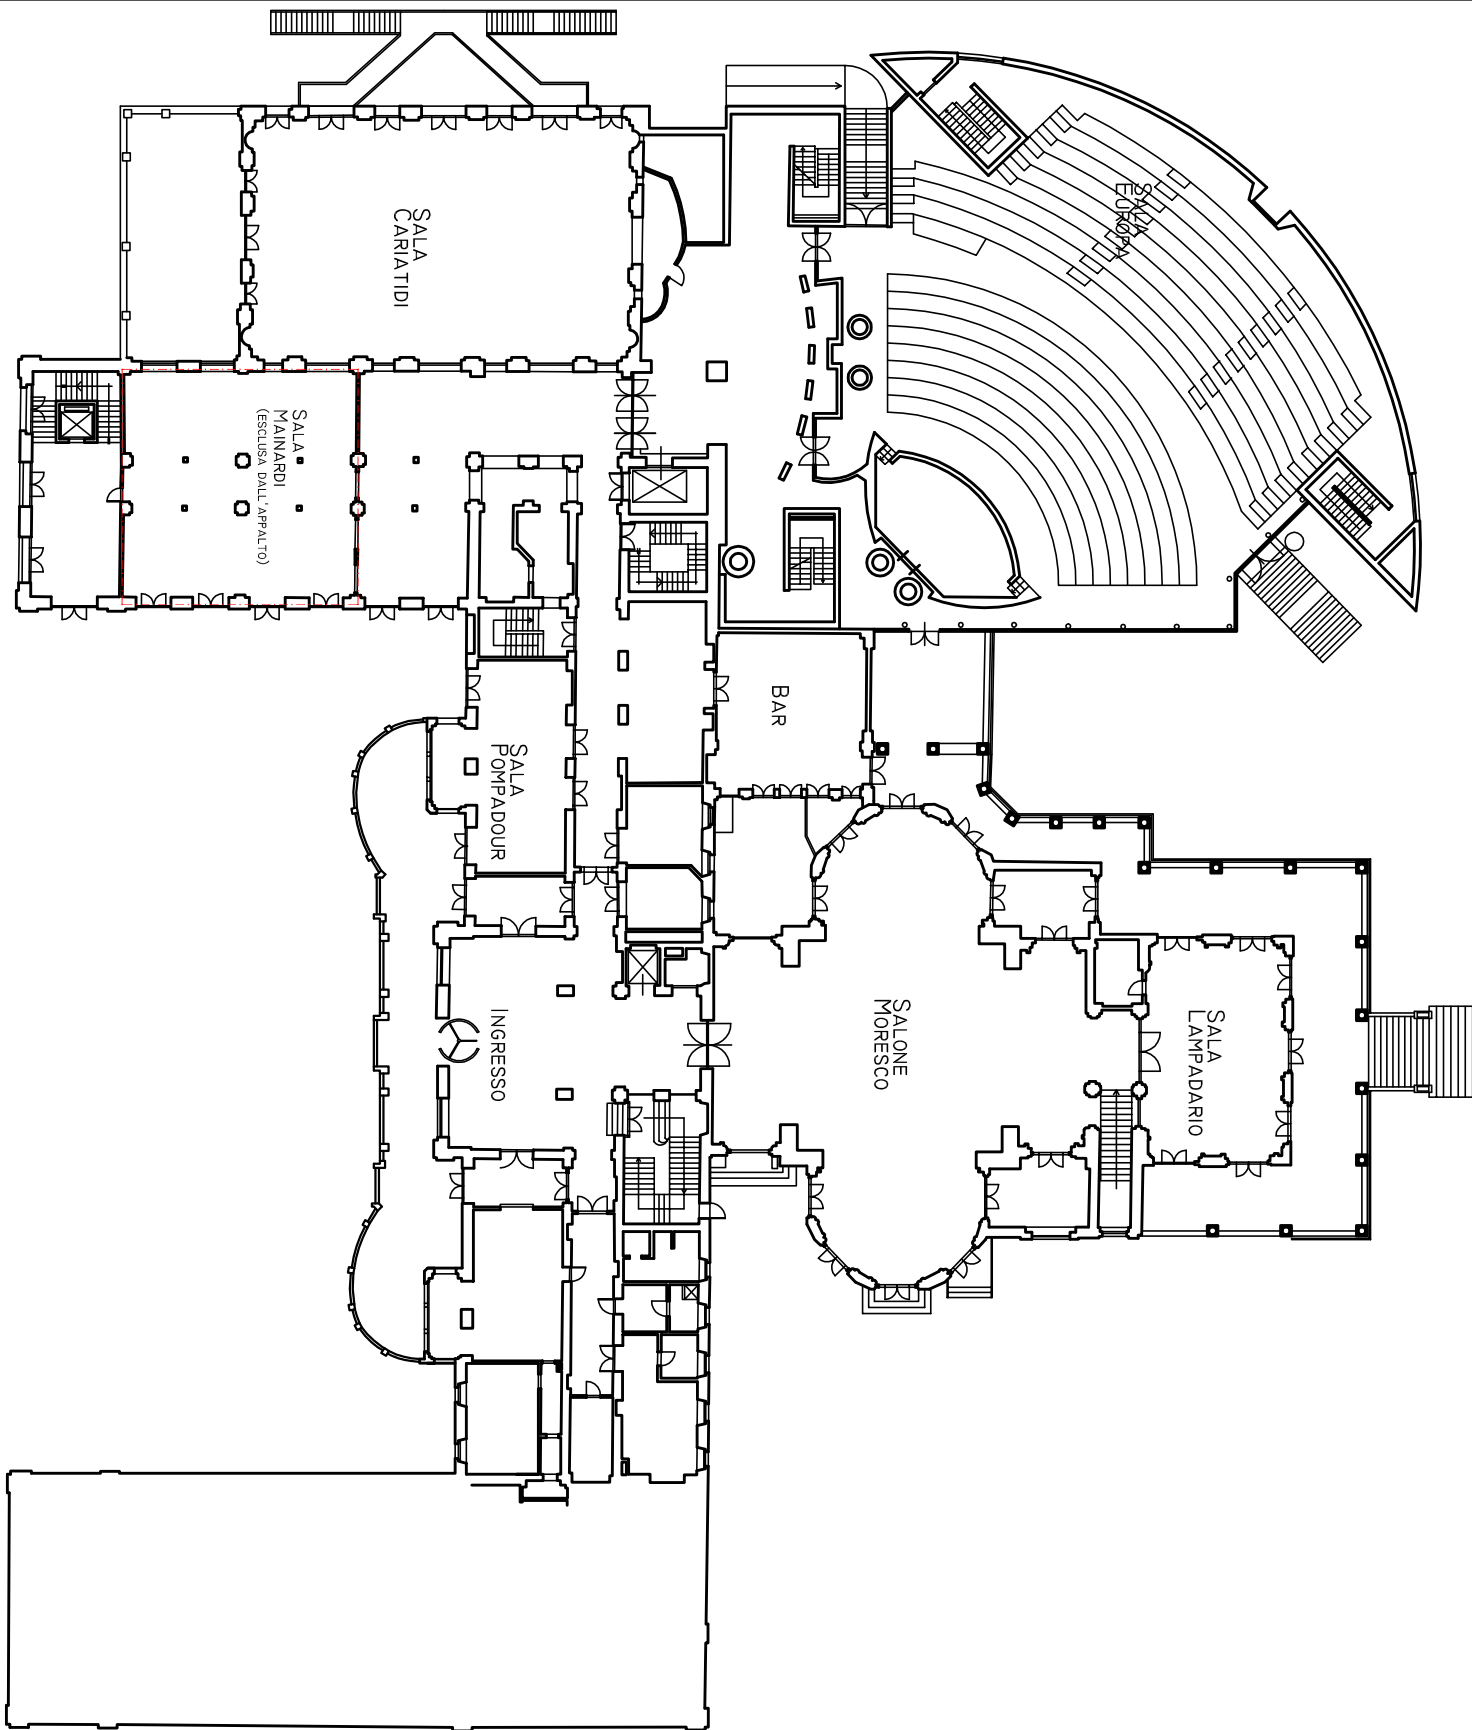 SALA
EUROPA
SALA
CARIATIDI
SALA
MAINARDI
(ESCLUSA DALL'APPALTO)
BAR
SALA
POMPADOUR
INGRESSO
SALONE
MORESCO
SALA
LAMPADARIO